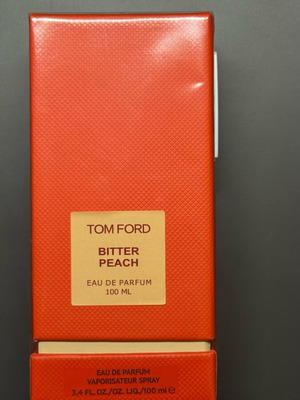 TOM FORD
BITTER
PEACH
EAU DE PARFUM
100 ML
EAU DE PARFUM
VAPORISATEUR SPRAY
3.4 FL. OZ./OZ. LIQ./100 ml ℮